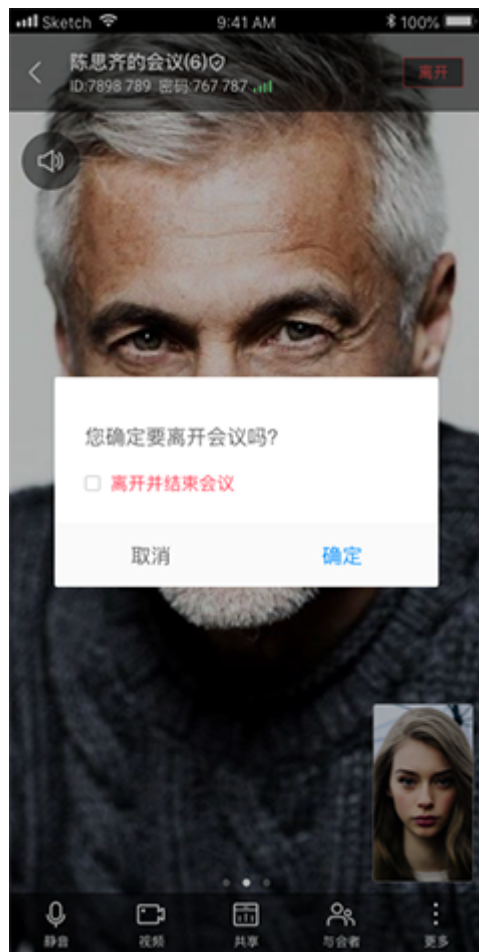 Sketch 9:41 AM 100%
陈思齐的会议(6)
ID:7898 789 密码:767 787
离开
您确定要离开会议吗?
离开并结束会议
取消 确定
静音 视频 共享 与会者 更多